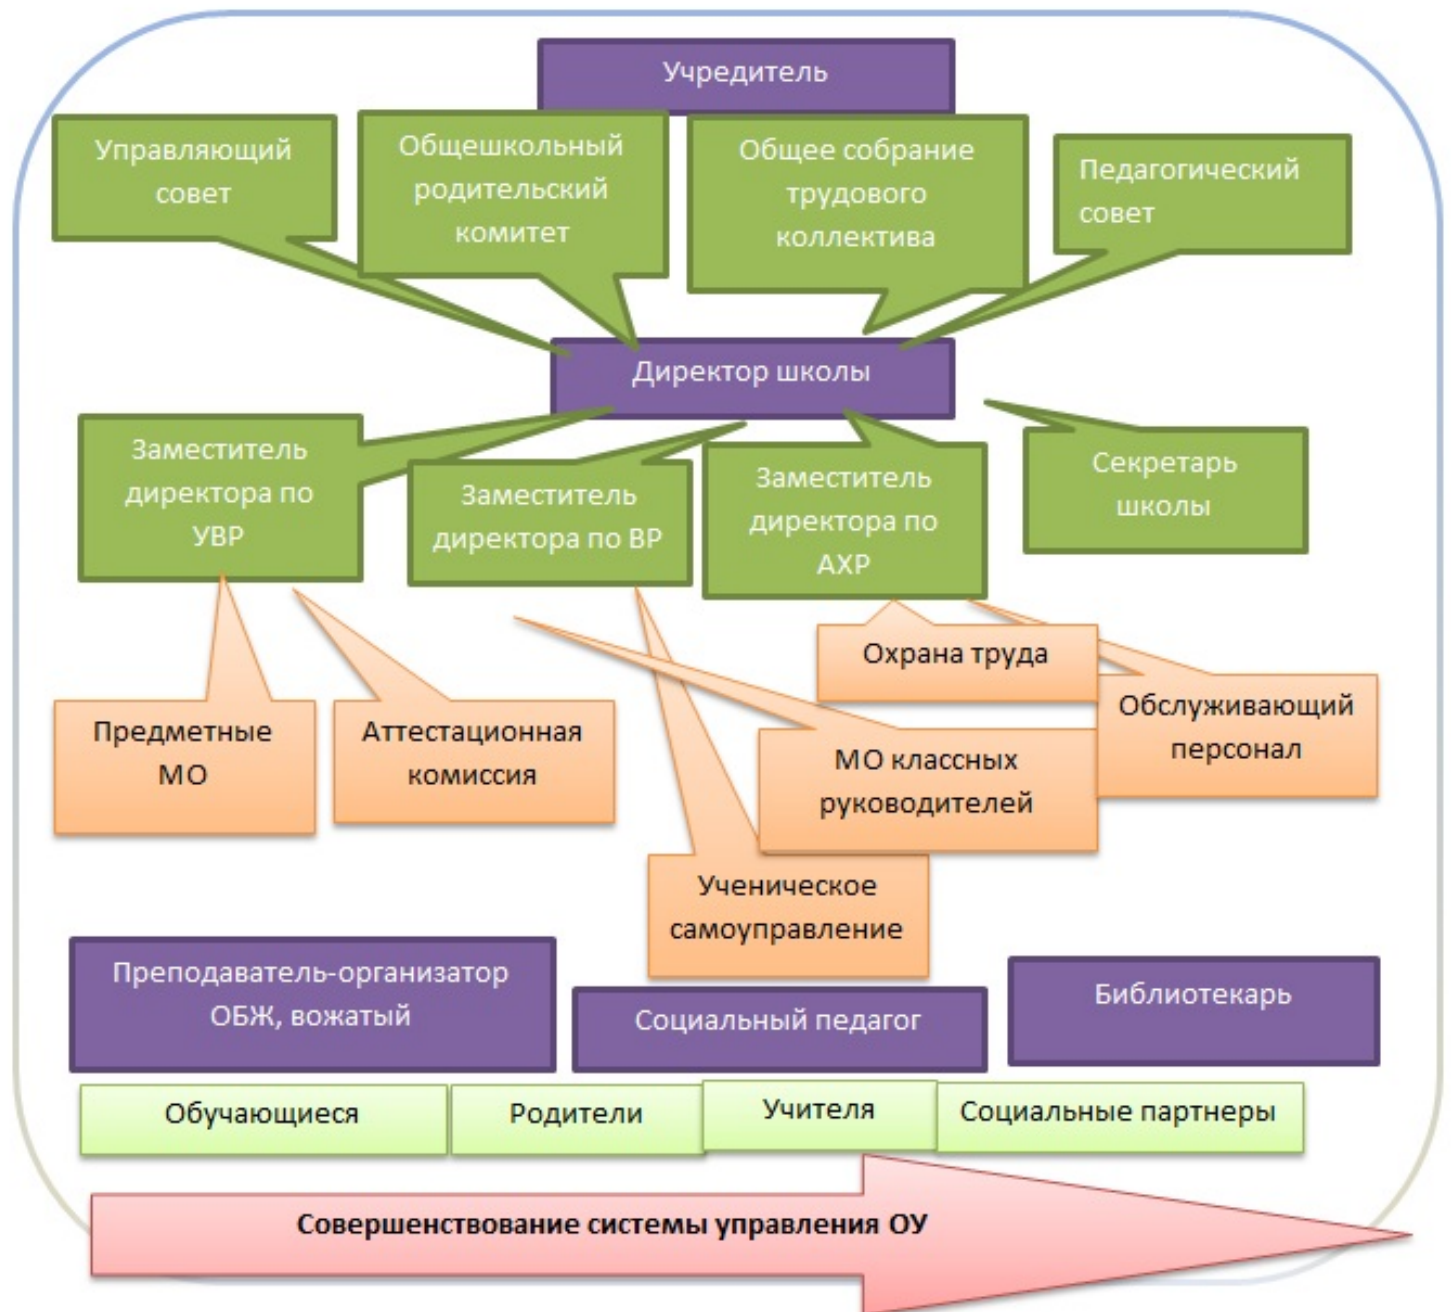 Учредитель
Управляющий
совет
Общешкольный
родительский
комитет
Общее собрание
трудового
коллектива
Педагогический
совет
Директор школы
Заместитель
директора по
УВР
Заместитель
директора по ВР
Заместитель
директора по
АХР
Секретарь
школы
Охрана труда
Обслуживающий
персонал
Предметные
МО
Аттестационная
комиссия
МО классных
руководителей
Ученическое
самоуправление
Преподаватель-организатор
ОБЖ, вожатый
Социальный педагог
Библиотекарь
Обучающиеся
Родители
Учителя
Социальные партнеры
Совершенствование системы управления ОУ